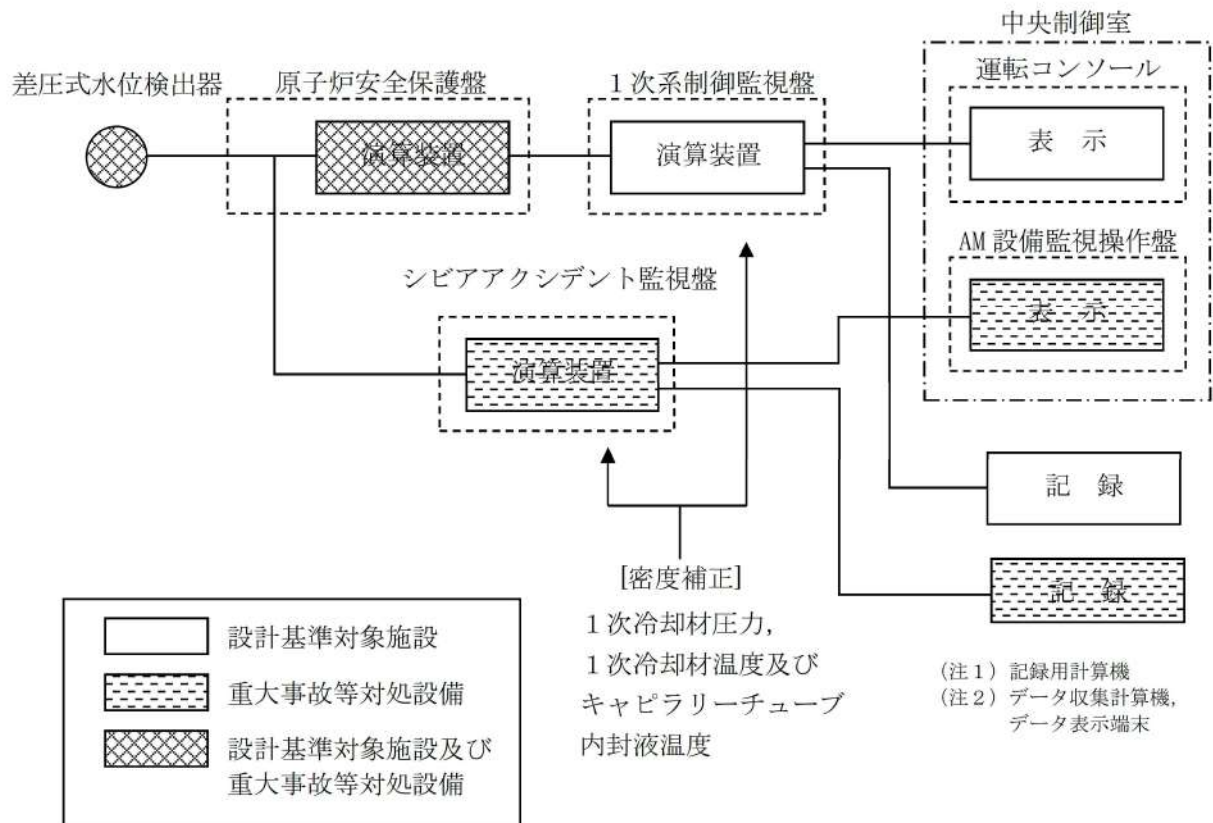 中央制御室
差圧式水位検出器
原子炉安全保護盤
1次系制御監視盤
運転コンソール
演算装置
演算装置
表 示
シビアアクシデント監視盤
AM設備監視操作盤
演算装置
表 示
記 録
記 録
[密度補正]
1次冷却材圧力,
1次冷却材温度及び
キャピラリーチューブ
内封液温度
(注1) 記録用計算機
(注2) データ収集計算機,
データ表示端末
設計基準対象施設
重大事故等対処設備
設計基準対象施設及び
重大事故等対処設備